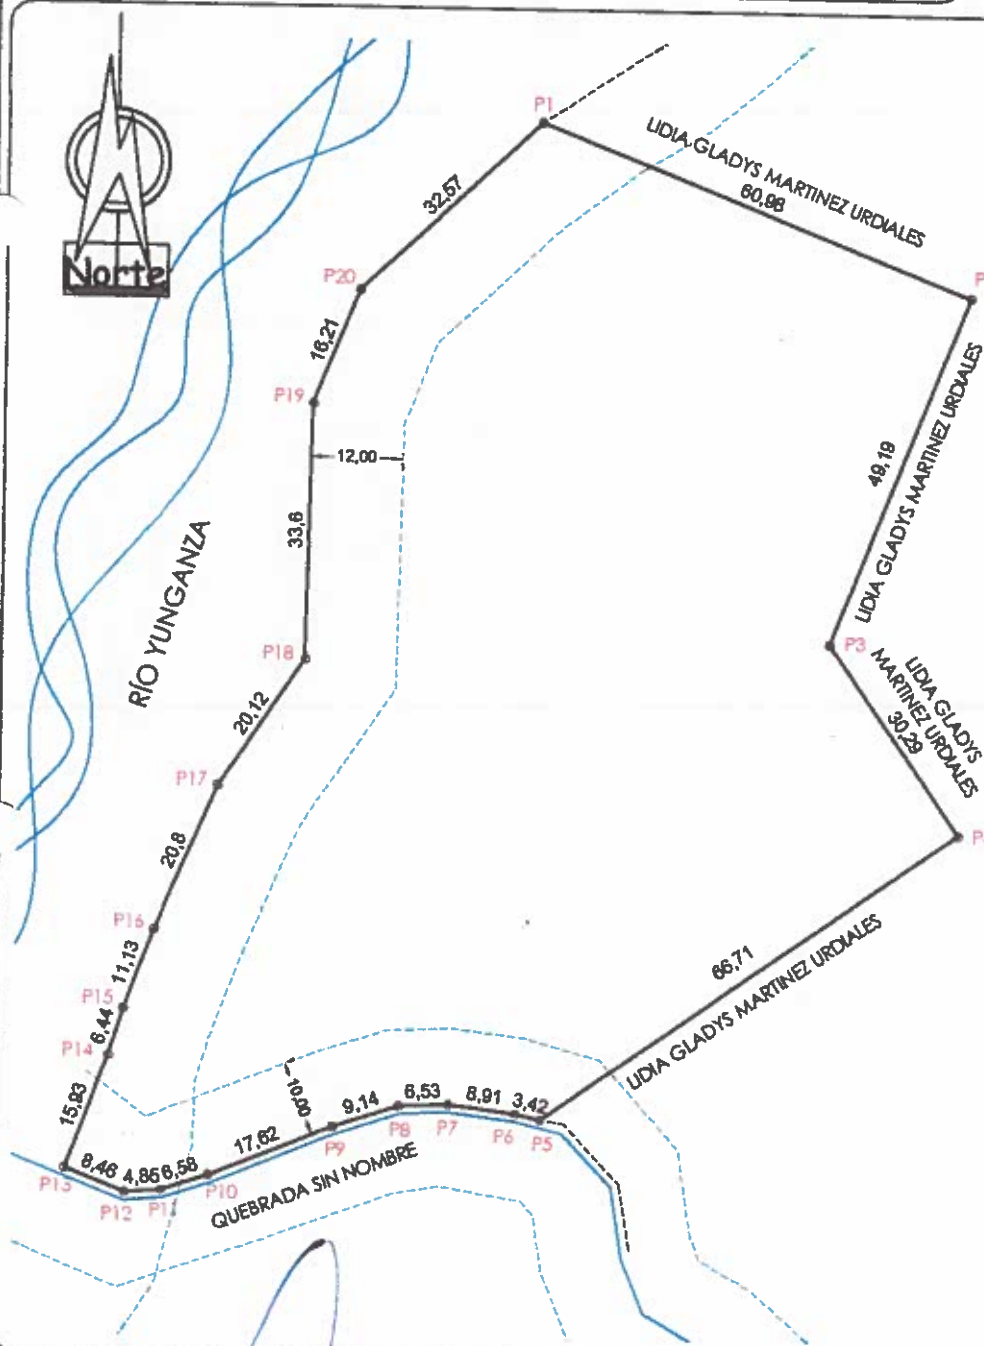 Norte
P1
LIDIA GLADYS MARTINEZ URDIALES
60,98
32,57
P20
16,21
P19
12,00
33,6
RÍO YUNGANZA
P18
20,12
P17
20,8
P16
11,13
P15
6,44
P14
15,93
P13
8,46
P12
4,85
P11
6,58
P10
17,62
10,00
P9
9,14
P8
6,53
P7
8,91
P6
3,42
P5
QUEBRADA SIN NOMBRE
66,71
LIDIA GLADYS MARTINEZ URDIALES
49,19
LIDIA GLADYS MARTINEZ URDIALES
P3
LIDIA GLADYS
MARTINEZ URDIALES
30,29